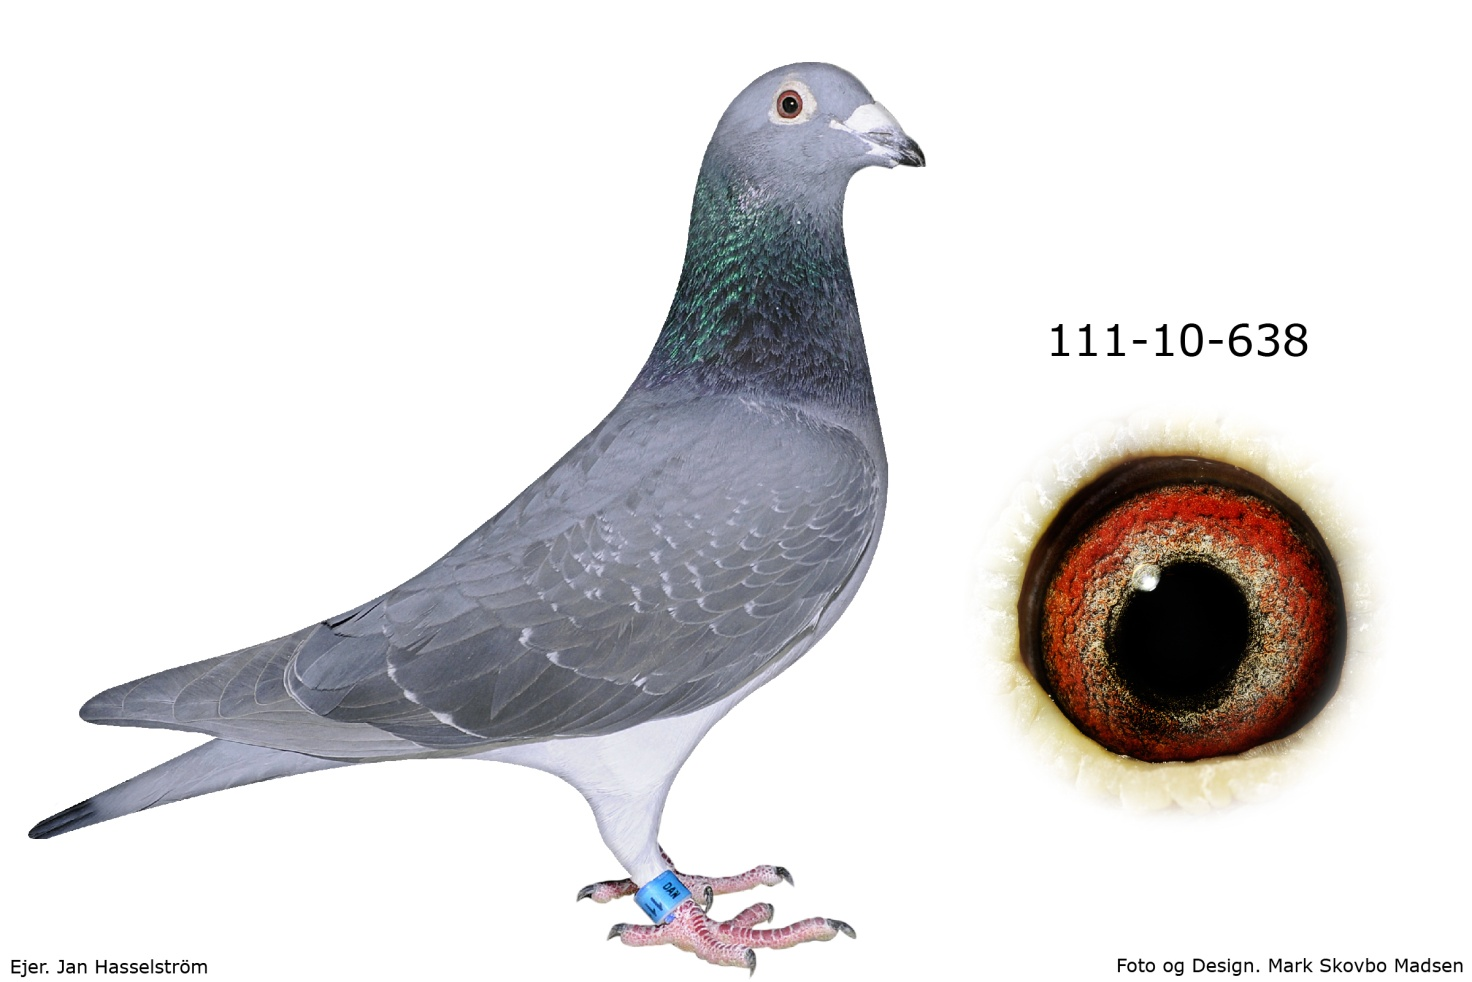 111-10-638
DAN
Ejer. Jan Hasselström
Foto og Design. Mark Skovbo Madsen